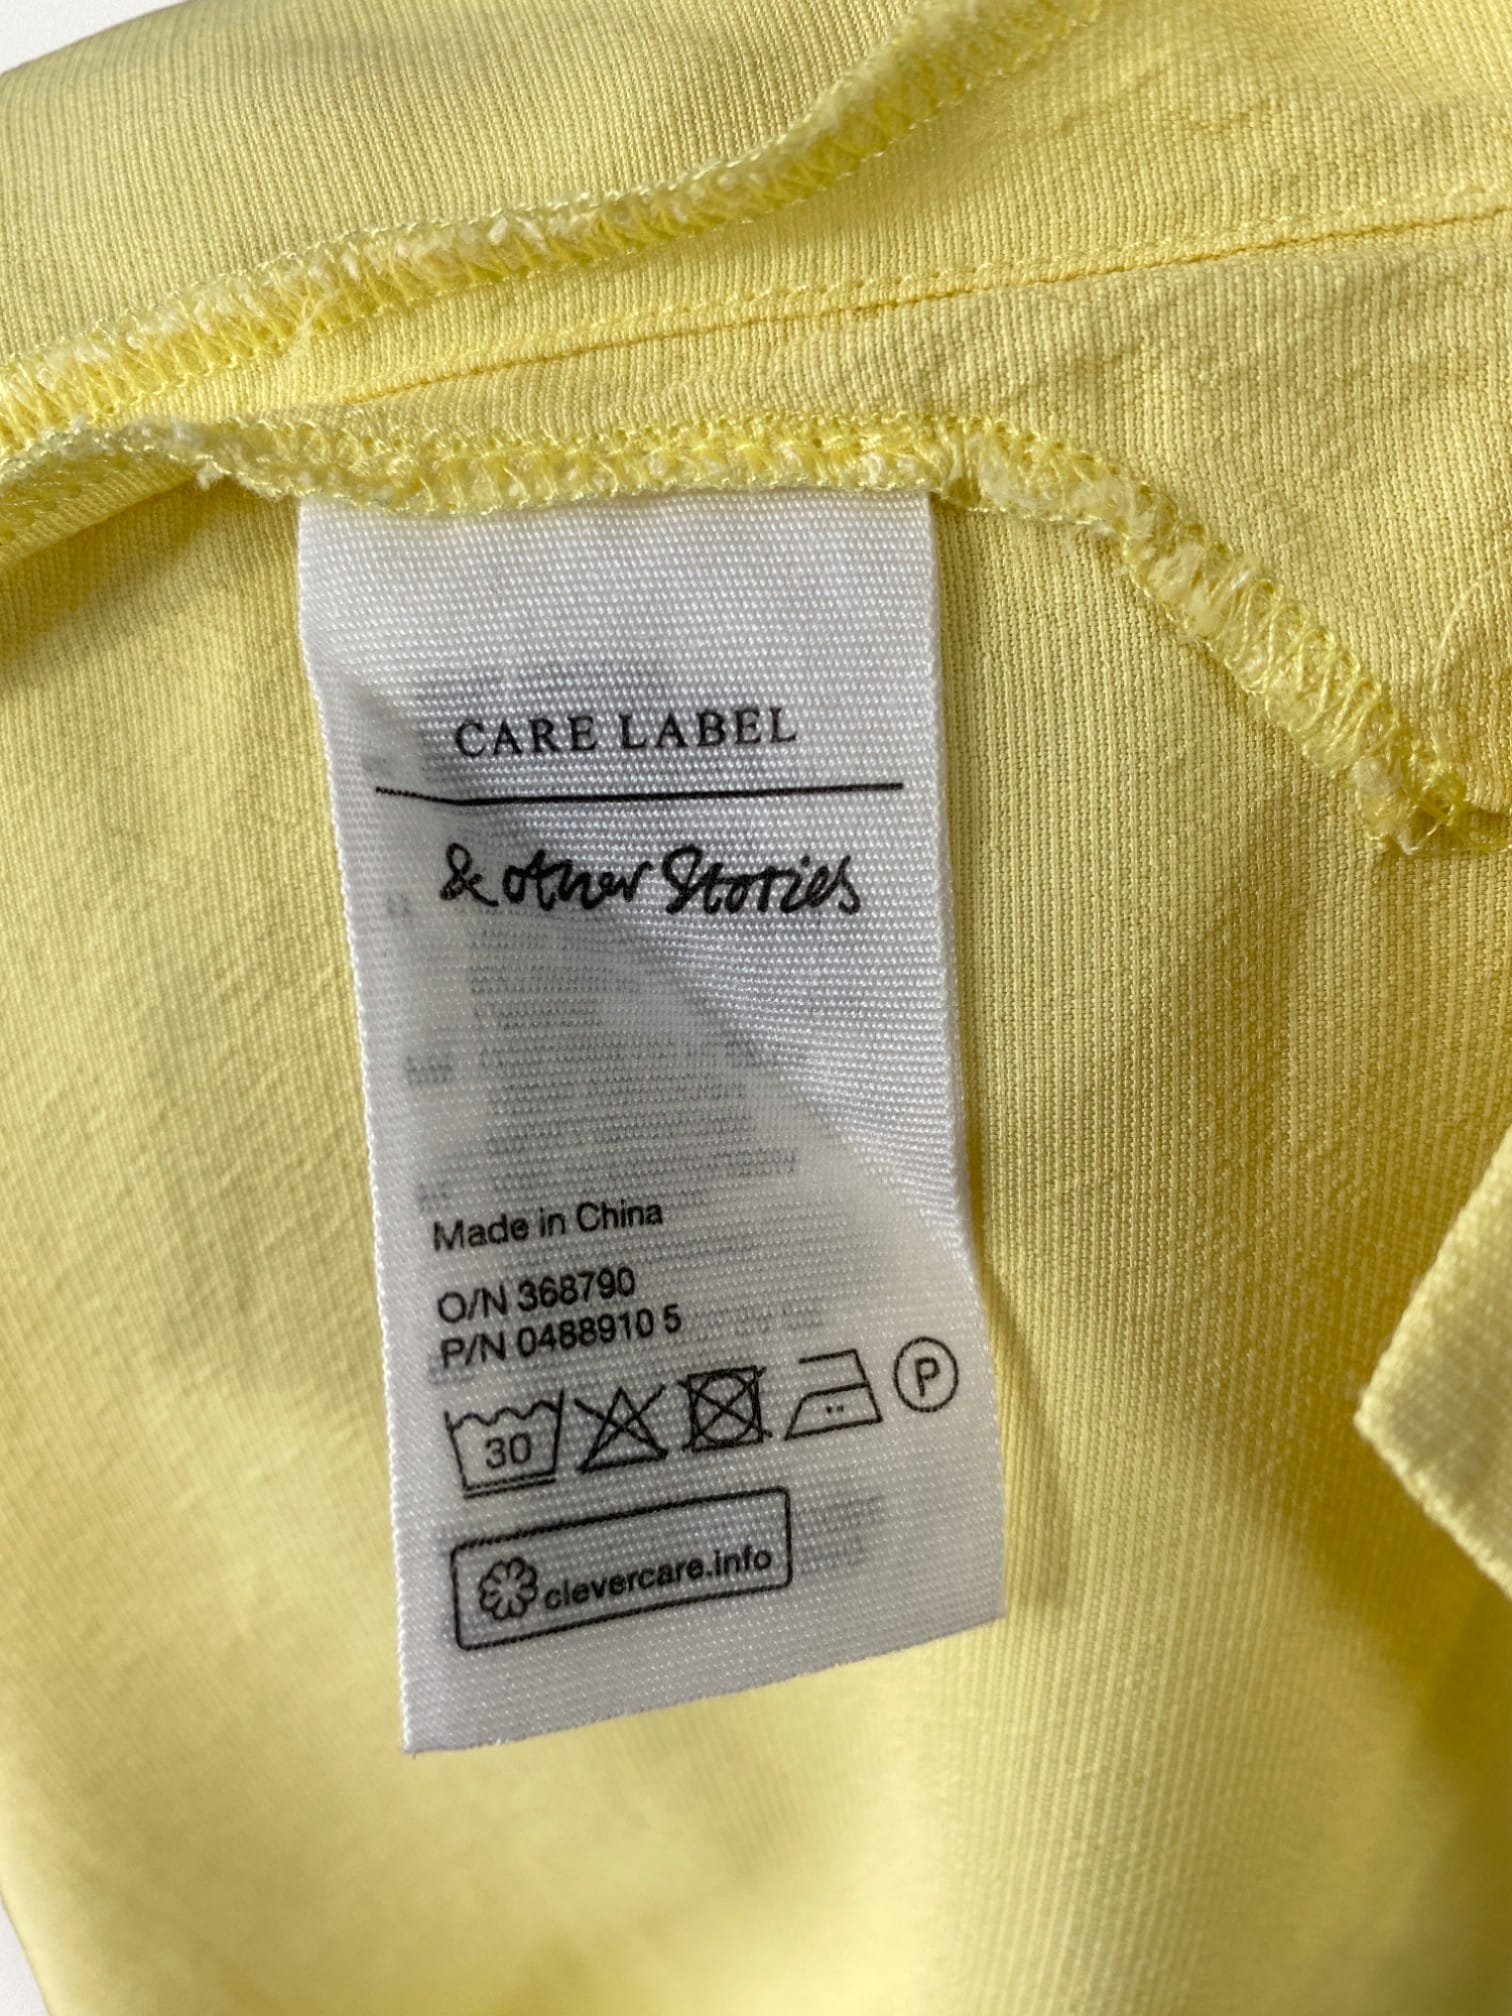 CARE LABEL
& other Stories
Made in China
O/N 368790
P/N 0488910 5
30
P
clevercare.info